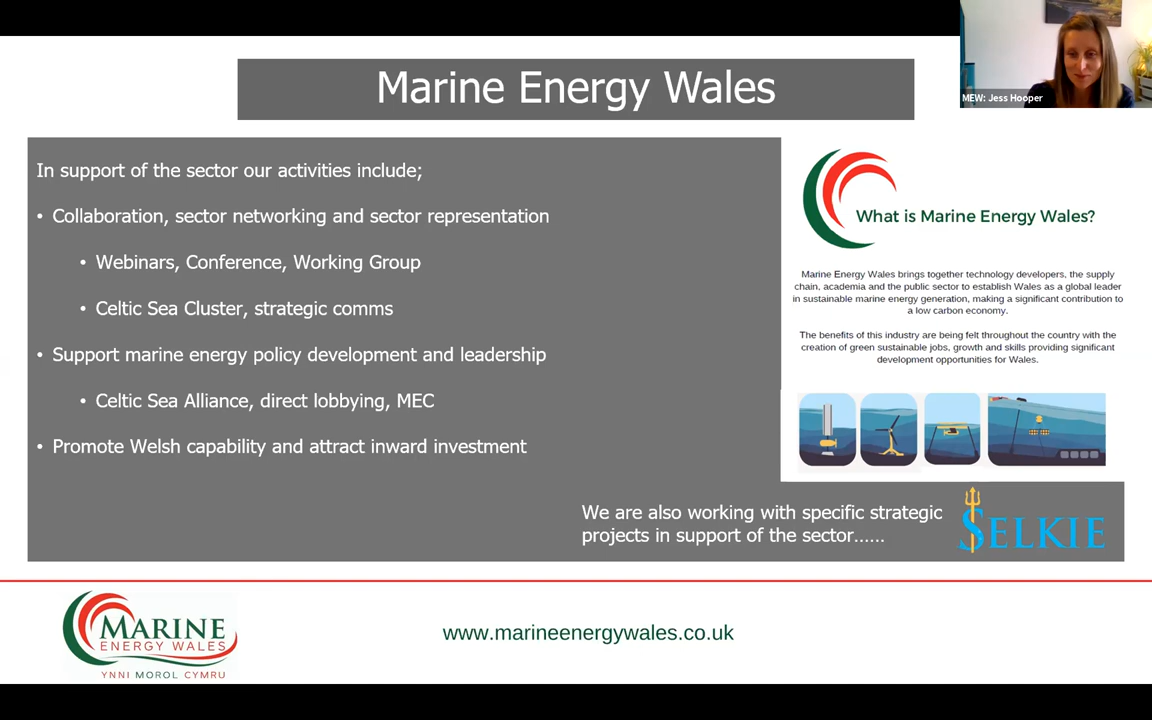 Marine Energy Wales
MEW: Jess Hooper
In support of the sector our activities include;
• Collaboration, sector networking and sector representation
• Webinars, Conference, Working Group
• Celtic Sea Cluster, strategic comms
• Support marine energy policy development and leadership
• Celtic Sea Alliance, direct lobbying, MEC
• Promote Welsh capability and attract inward investment
What is Marine Energy Wales?
Marine Energy Wales brings together technology developers, the supply
chain, academia and the public sector to establish Wales as a global leader
in sustainable marine energy generation, making a significant contribution to
a low carbon economy.
The benefits of this industry are being felt throughout the country with the
creation of green sustainable jobs, growth and skills providing significant
development opportunities for Wales.
We are also working with specific strategic
projects in support of the sector......
SELKIE
MARINE
ENERGY WALES
YNNI MOROL CYMRU
www.marineenergywales.co.uk